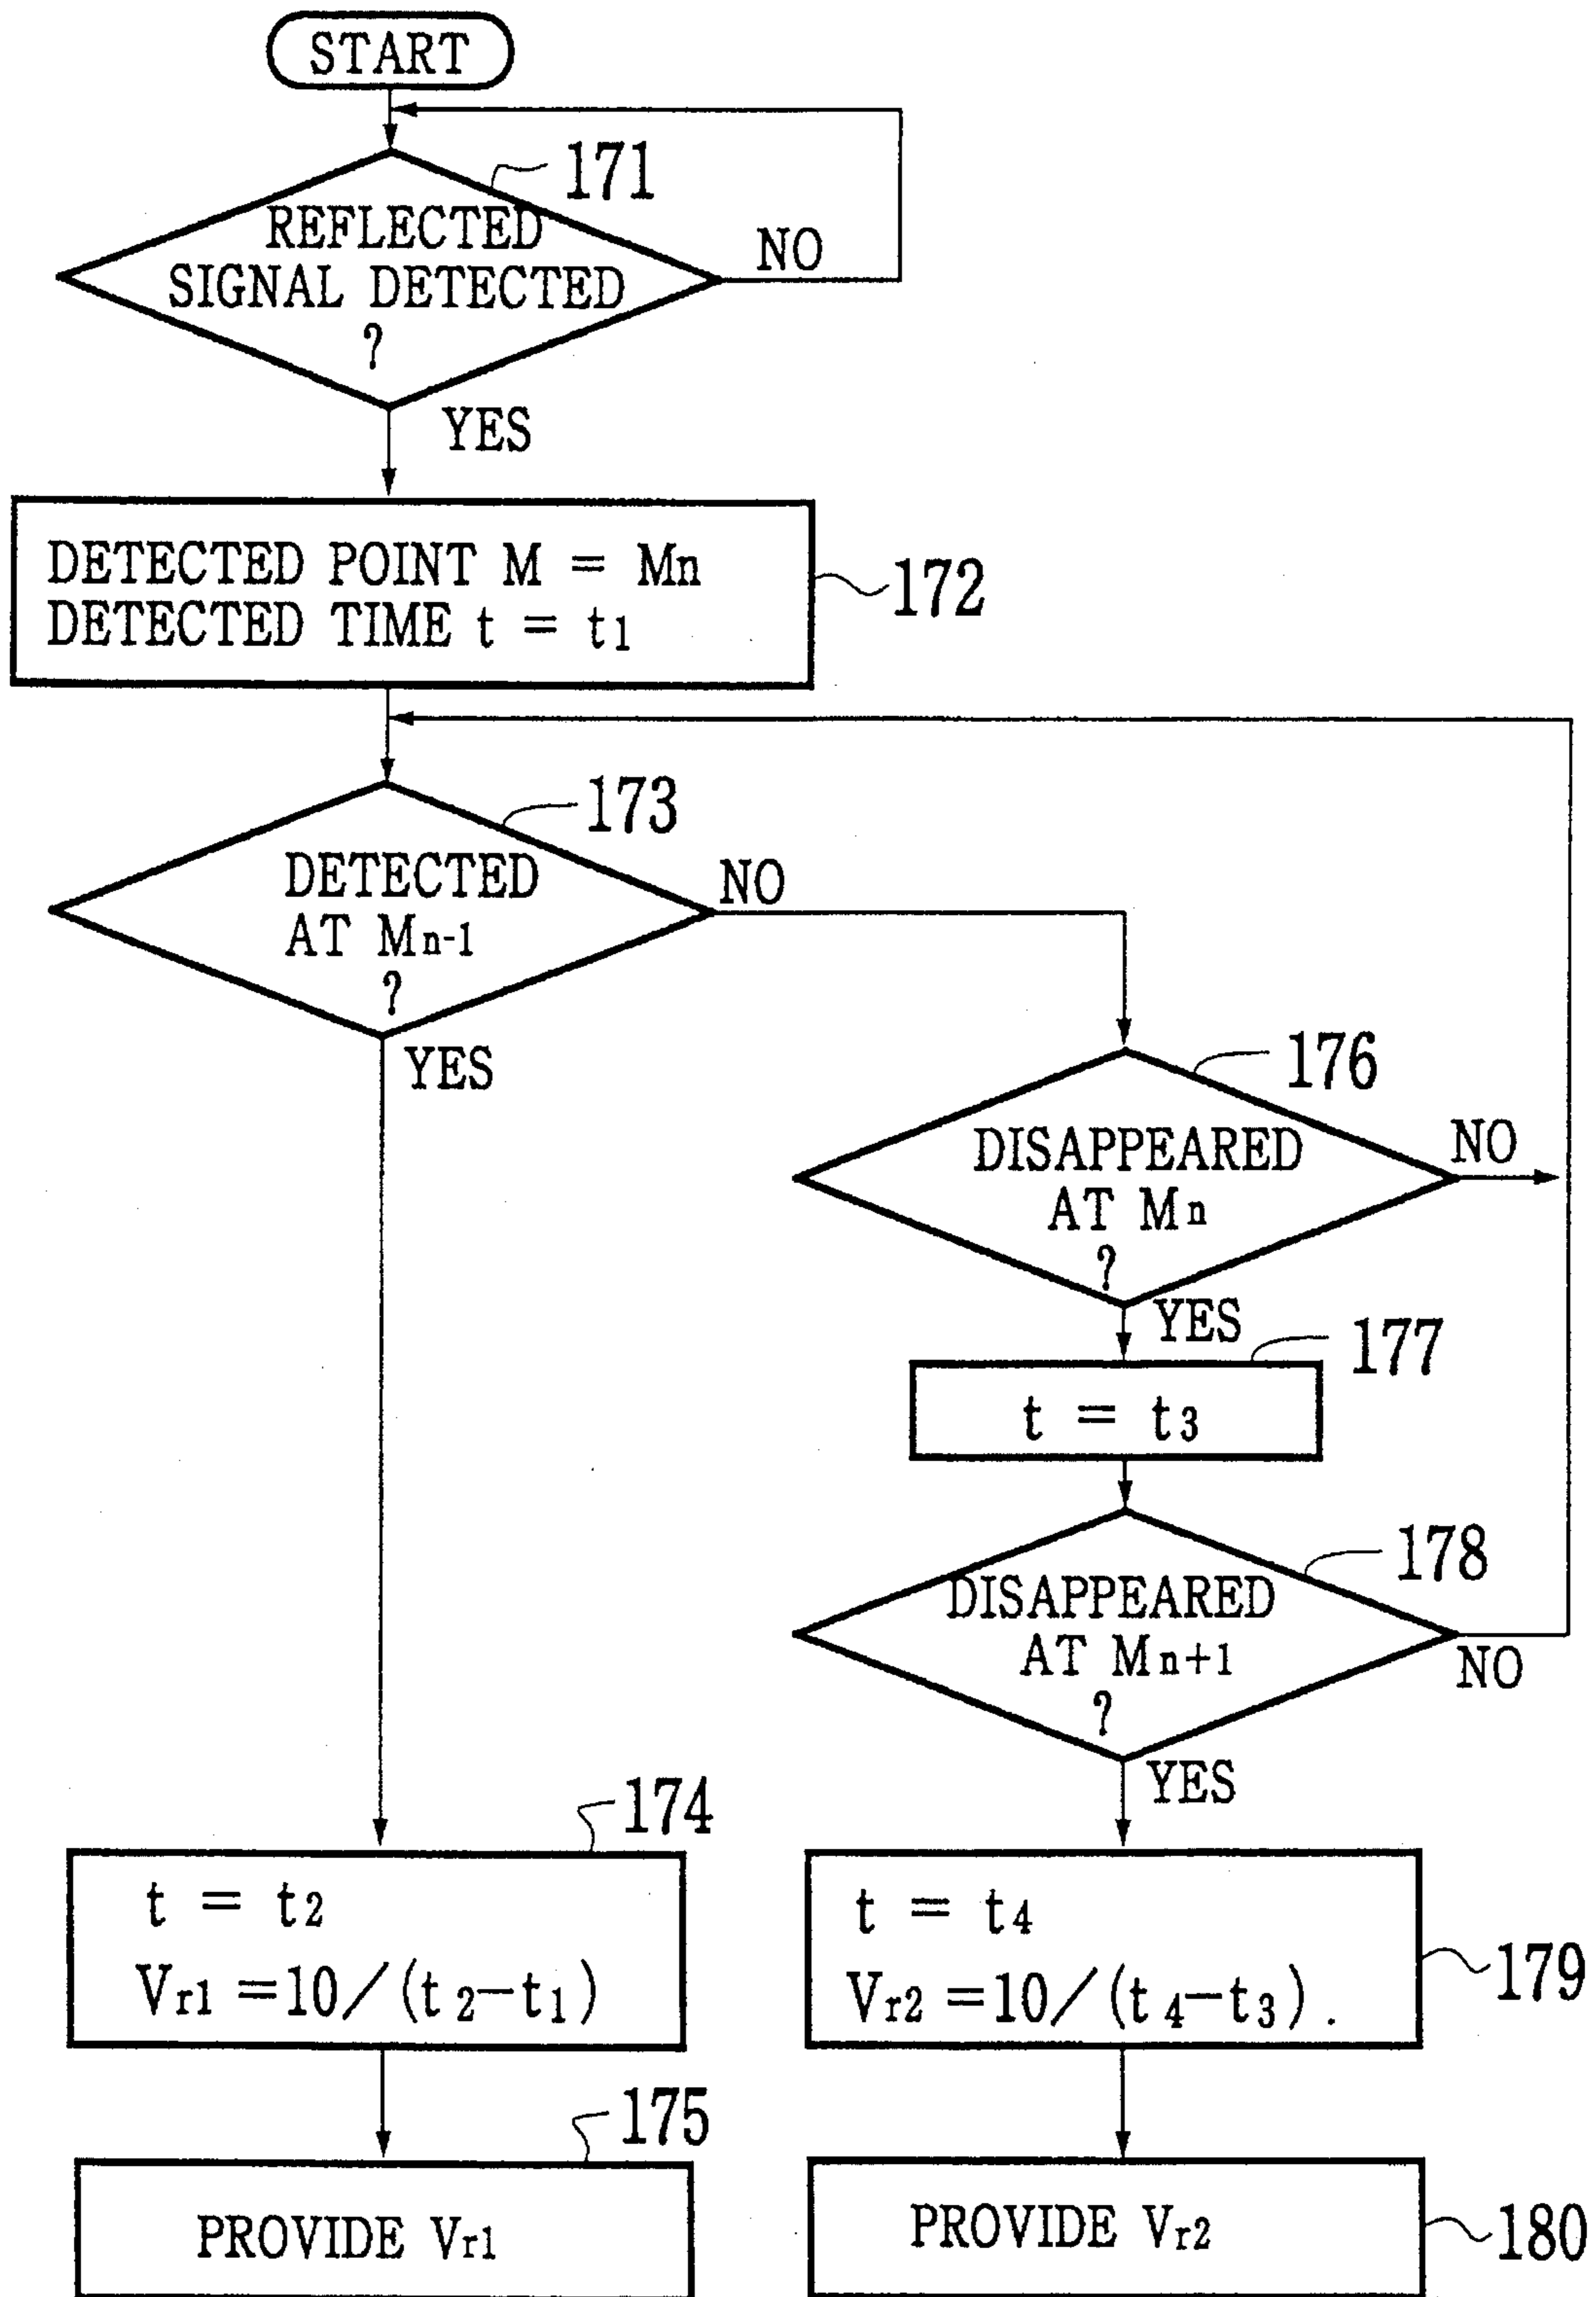 START
171
REFLECTED
SIGNAL DETECTED
?
NO
YES
DETECTED POINT M = Mn
DETECTED TIME t = t1
172
173
DETECTED
AT Mn-1
?
NO
YES
176
DISAPPEARED
AT Mn
?
NO
YES
177
t = t3
178
DISAPPEARED
AT Mn+1
?
NO
YES
174
t = t2
Vr1 =10/(t2-t1)
t = t4
Vr2 =10/(t4-t3).
179
175
PROVIDE Vr1
PROVIDE Vr2
180